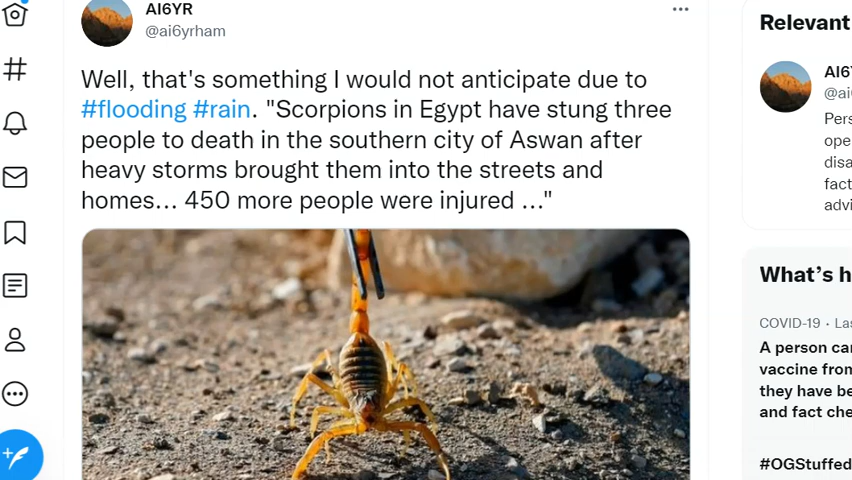 AI6YR
@ai6yrham
Well, that's something I would not anticipate due to
#flooding #rain. "Scorpions in Egypt have stung three
people to death in the southern city of Aswan after
heavy storms brought them into the streets and
homes... 450 more people were injured ..."
Relevant
What's h
COVID-19 · Las
A person can
vaccine from
they have be
and fact che
#OGStuffed